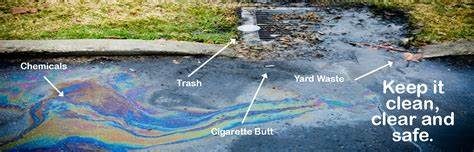 Chemicals
Trash
Yard Waste
Cigarette Butt
Keep it
clean,
clear and
safe.